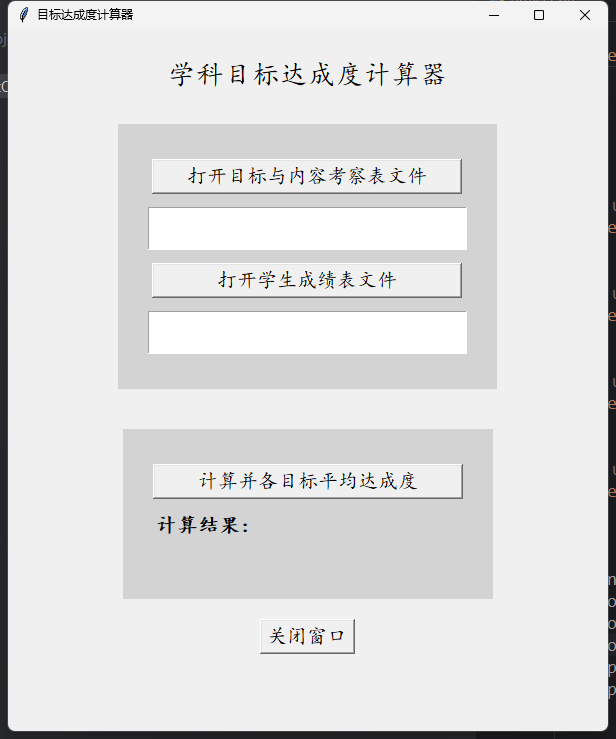 目标达成度计算器
学科目标达成度计算器
打开目标与内容考察表文件
打开学生成绩表文件
计算并各目标平均达成度
计算结果:
关闭窗口